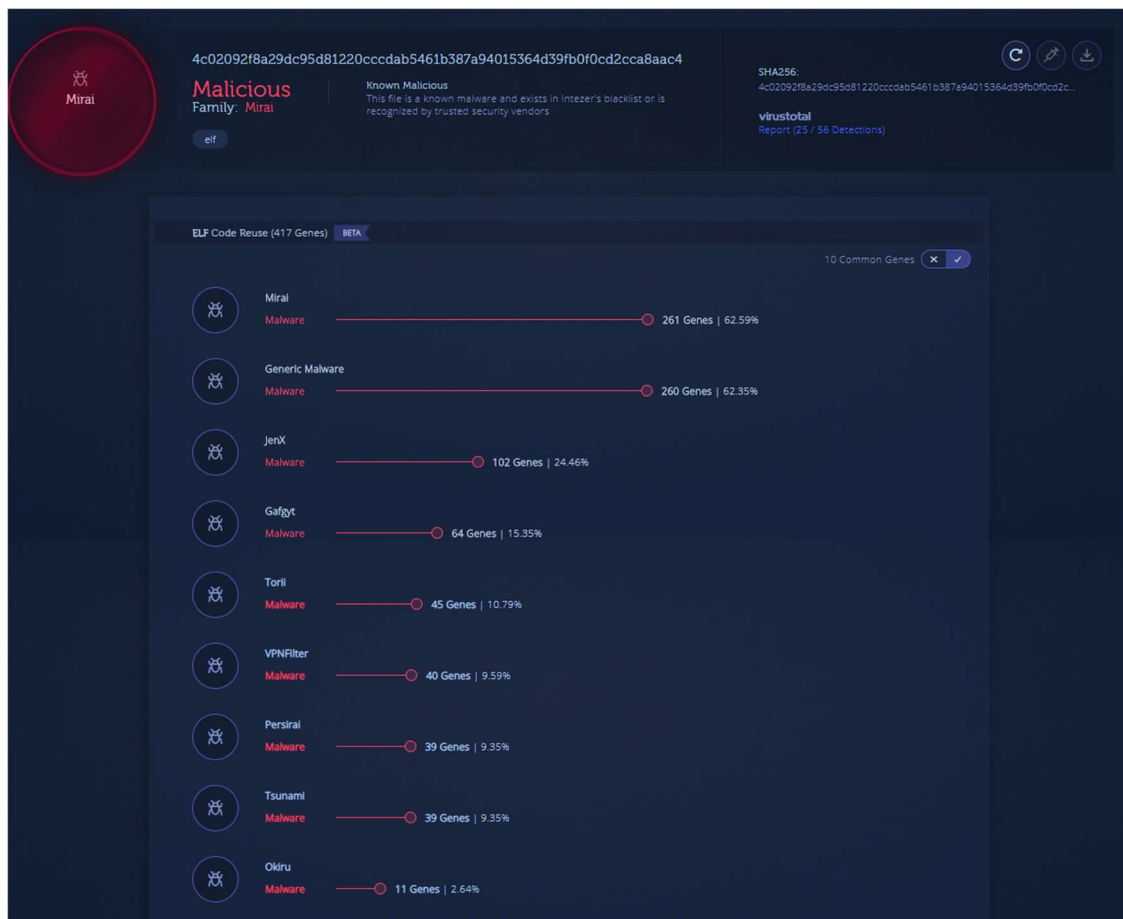 Mirai
4c02092f8a29dc95d81220cccdab5461b387a94015364d39fb0f0cd2cca8aac4
Malicious
Family: Mirai
elf
Known Malicious
This file is a known malware and exists in Intezer's blacklist or is
recognized by trusted security vendors
SHA256:
4c02092f8a29dc95d81220cccdab5461b387a94015364d39fb0f0cd2c...
virustotal
Report (25 / 56 Detections)
ELF Code Reuse (417 Genes) BETA
10 Common Genes
Mirai
Malware 261 Genes | 62.59%
Generic Malware
Malware 260 Genes | 62.35%
JenX
Malware 102 Genes | 24.46%
Gafgyt
Malware 64 Genes | 15.35%
Torii
Malware 45 Genes | 10.79%
VPNFilter
Malware 40 Genes | 9.59%
Persirai
Malware 39 Genes | 9.35%
Tsunami
Malware 39 Genes | 9.35%
Okiru
Malware 11 Genes | 2.64%